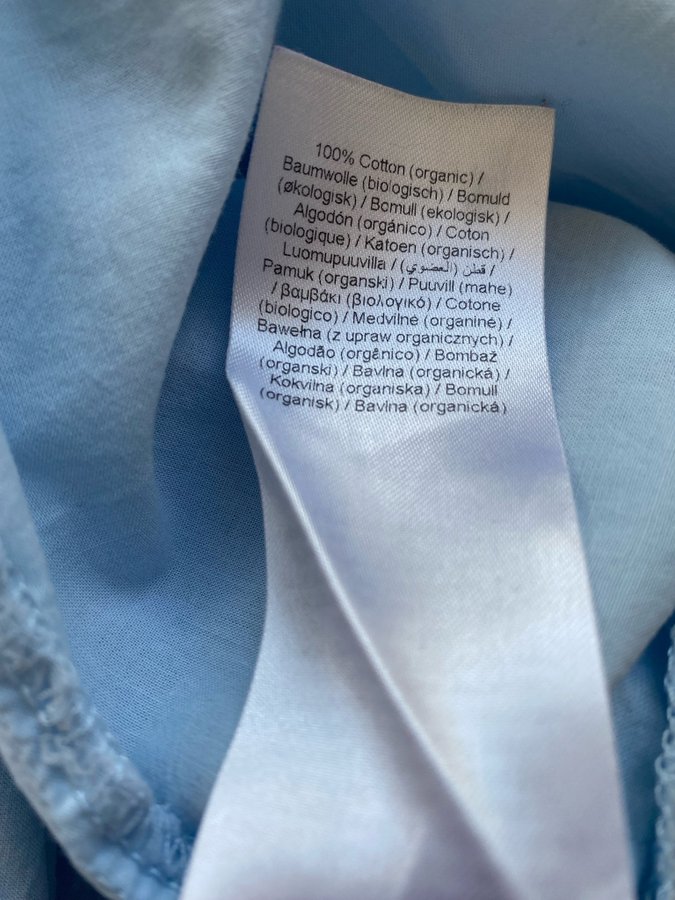 100% Cotton (organic) /
Baumwolle (biologisch) / Bomuld
(økologisk) / Bomull (ekologisk) /
Algodón (orgánico) / Coton
(biologique) / Katoen (organisch) /
Luomupuuvilla / قطن (العضوي) /
Pamuk (organski) / Puuvill (mahe)
/ βαμβάκι (βιολογικό) / Cotone
(biologico) / Medvilnė (organinė) /
Bawełna (z upraw organicznych) /
Algodão (orgânico) / Bombaž
(organski) / Bavlna (organická) /
Kokvilna (organiska) / Bomull
(organisk) / Bavlna (organická)